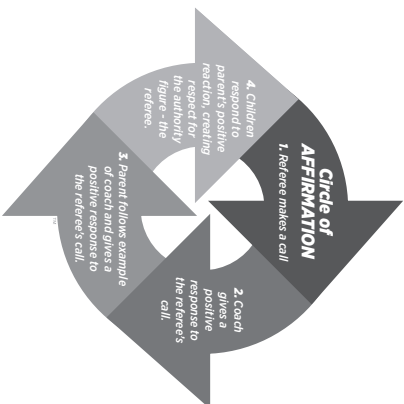 Circle of
AFFIRMATION
1. Referee makes a call
2. Coach
gives a
positive
response to
the referee's
call.
3. Parent follows example
of coach and gives a
positive response to
the referee's call.
4. Children
respond to
parent's positive
reaction, creating
respect for
the authority
figure - the
referee.